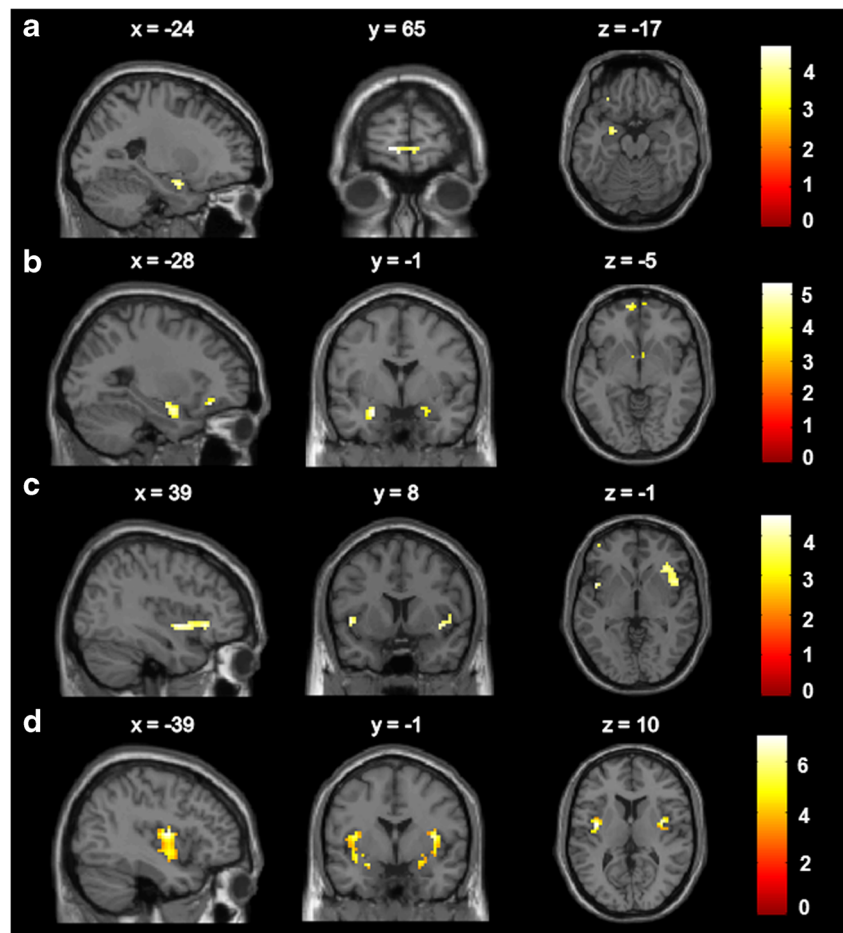 a
x = -24
y = 65
z = -17
4
3
2
1
0
b
x = -28
y = -1
z = -5
5
4
3
2
1
0
c
x = 39
y = 8
z = -1
4
3
2
1
0
d
x = -39
y = -1
z = 10
6
4
2
0